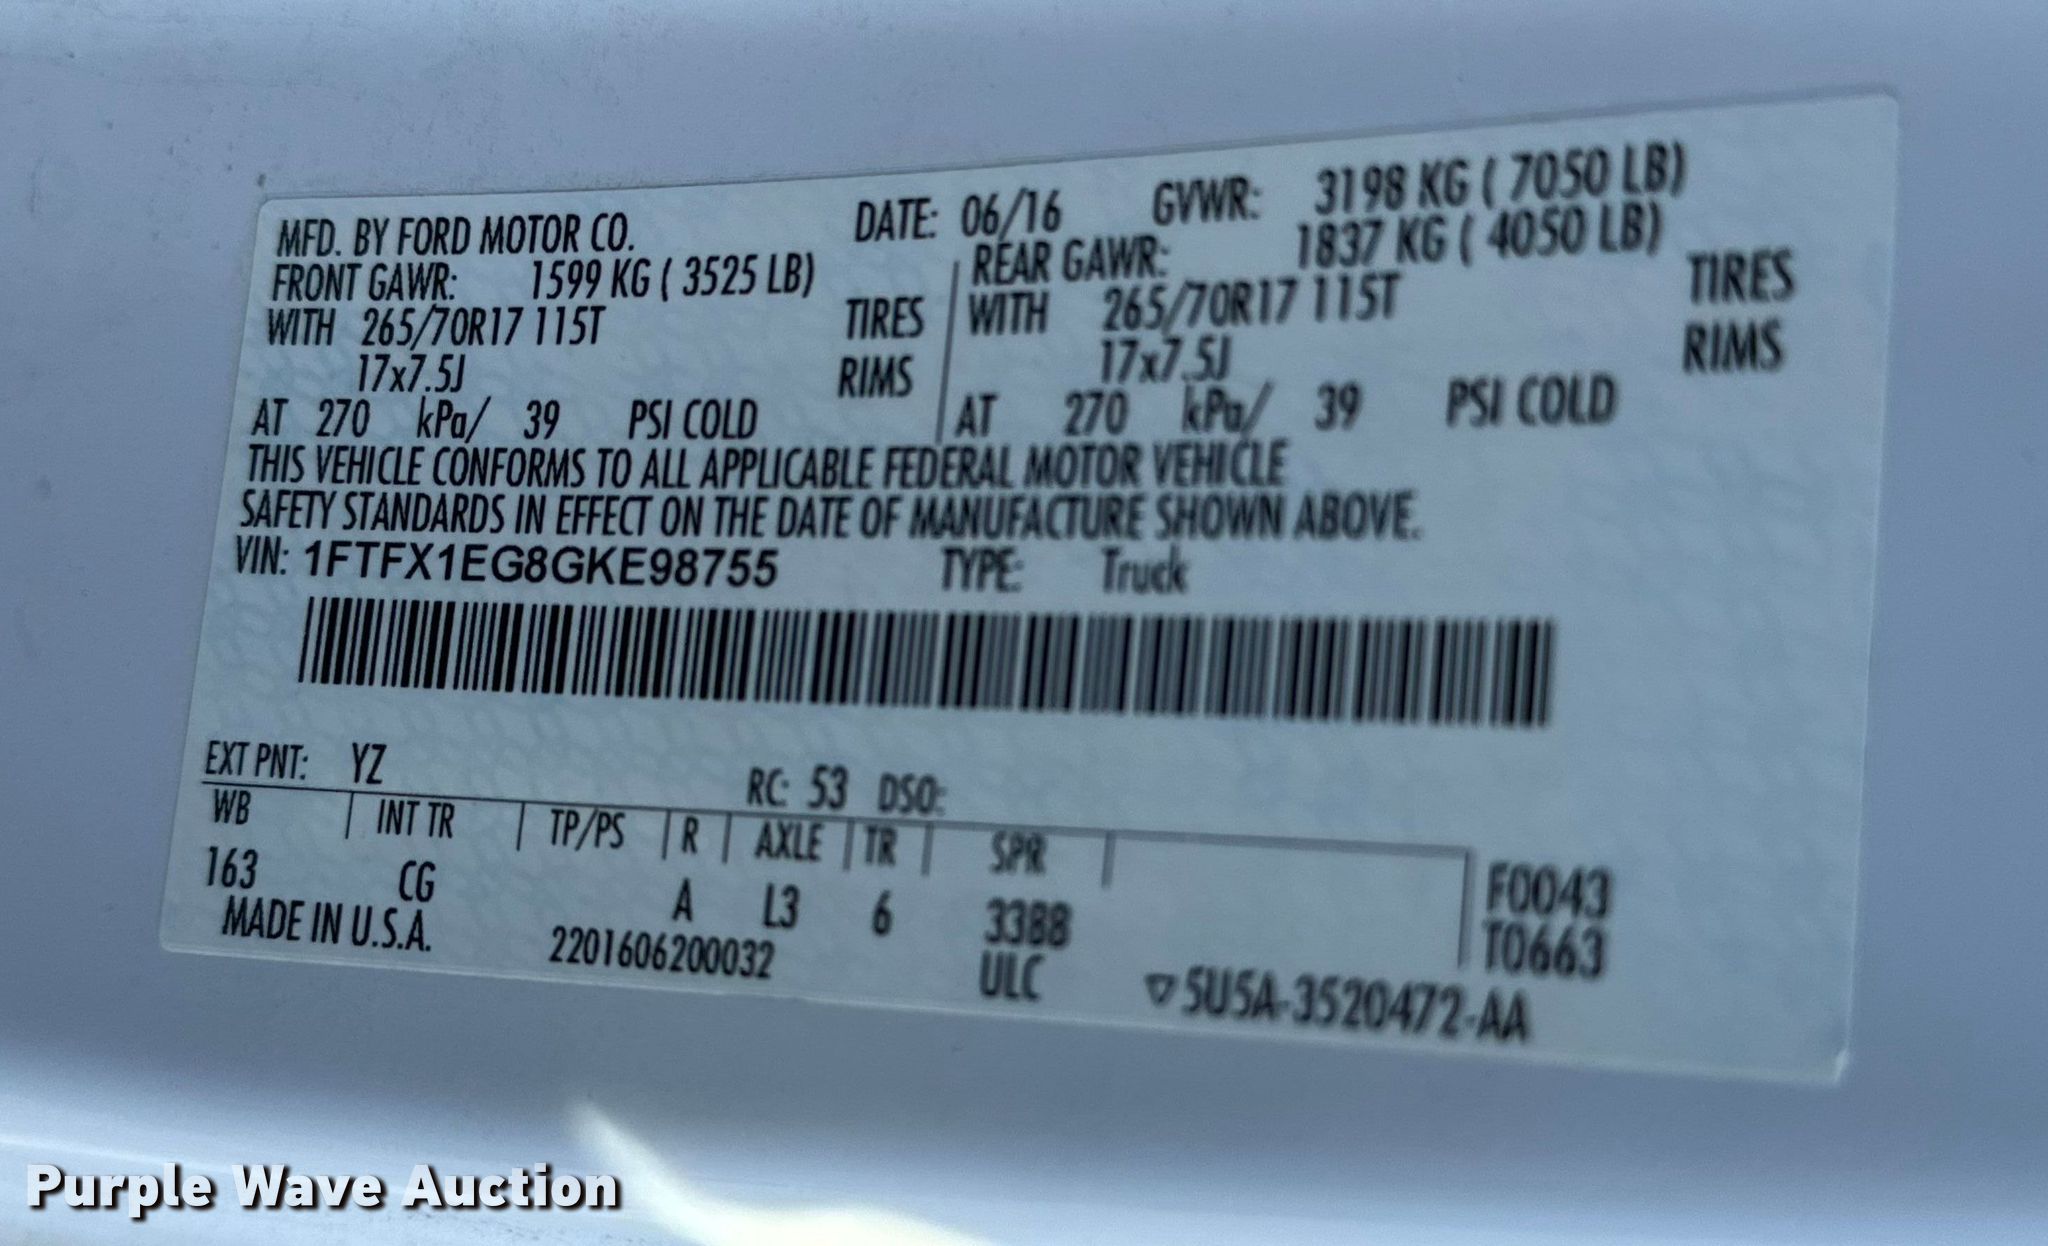 MFD. BY FORD MOTOR CO. DATE: 06/16 GVWR: 3198 KG ( 7050 LB)
FRONT GAWR: 1599 KG ( 3525 LB) REAR GAWR: 1837 KG ( 4050 LB)
WITH 265/70R17 115T TIRES WITH 265/70R17 115T TIRES
17x7.5J RIMS 17x7.5J RIMS
AT 270 kPa/ 39 PSI COLD AT 270 kPa/ 39 PSI COLD
THIS VEHICLE CONFORMS TO ALL APPLICABLE FEDERAL MOTOR VEHICLE
SAFETY STANDARDS IN EFFECT ON THE DATE OF MANUFACTURE SHOWN ABOVE.
VIN: 1FTFX1EG8GKE98755 TYPE: Truck
EXT PNT: YZ RC: 53 DSO:
WB INT TR TP/PS R AXLE TR SPR
163 CG A L3 6 33BB F0043
MADE IN U.S.A. 2201606200032 ULC T0663
▽5U5A-3520472-AA
Purple Wave Auction